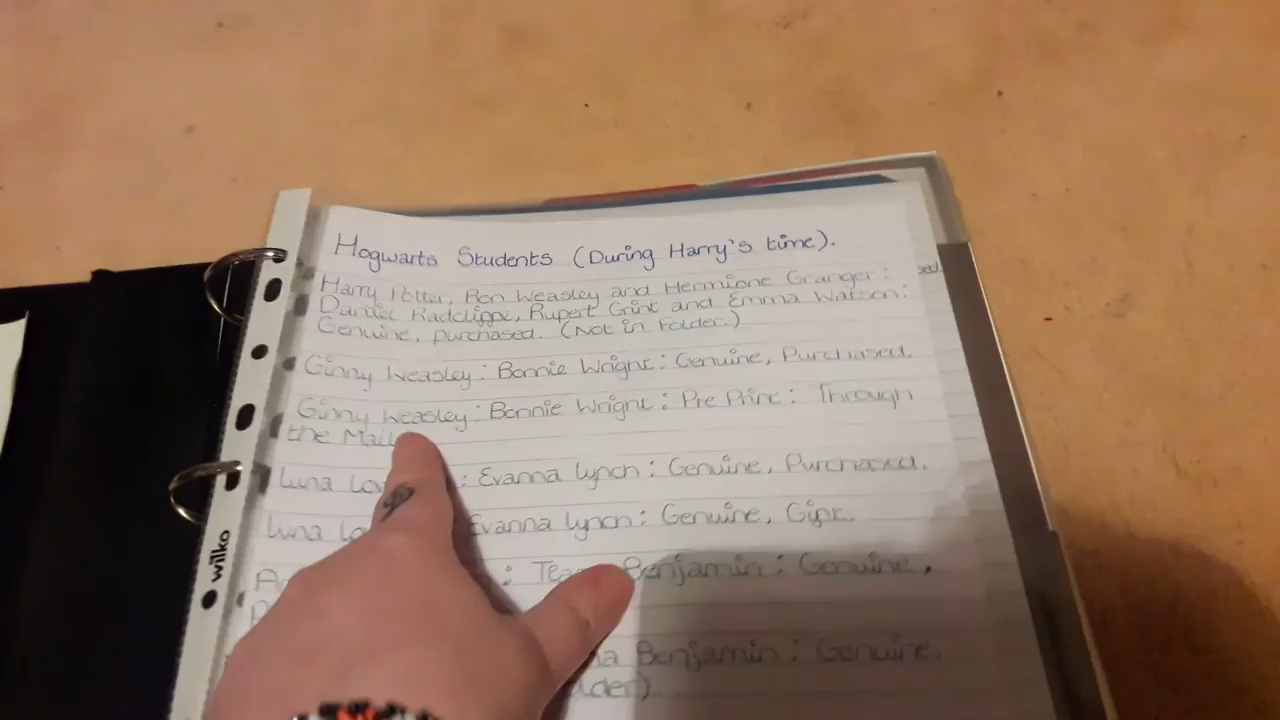 Hogwarts Students (During Harry's time).
Harry Potter, Ron Weasley and Hermione Granger:
Daniel Radcliffe, Rupert Grint and Emma Watson:
Genuine, purchased. (Not in Folder.)
Ginny Weasley: Bonnie Wright: Genuine, Purchased.
Ginny Weasley: Bonnie Wright: Pre Print: Through
the Mail
Luna : Evanna Lynch: Genuine, Purchased.
Luna Evanna Lynch: Genuine, Gift.
: Benjamin: Genuine,
Benjamin: Genuine,
wilko